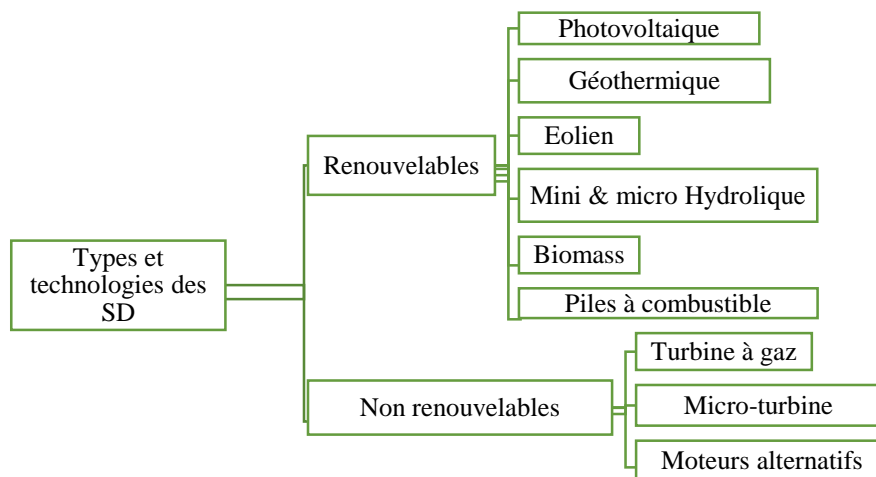 Types et
technologies des
SD
Renouvelables
Photovoltaique
Géothermique
Eolien
Mini & micro Hydrolique
Biomass
Piles à combustible
Non renouvelables
Turbine à gaz
Micro-turbine
Moteurs alternatifs